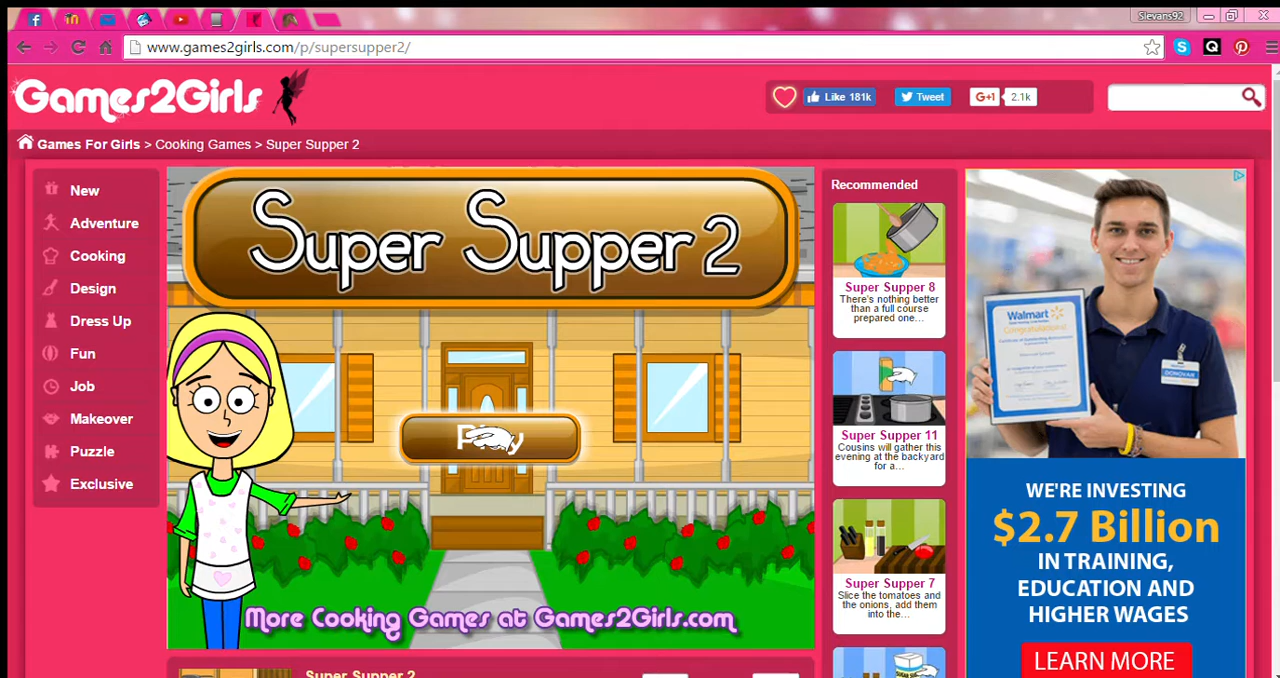 Slevans92
www.games2girls.com/p/supersupper2/
Games2Girls
Like 181k
Tweet
G+1 2.1k
Games For Girls > Cooking Games > Super Supper 2
New
Adventure
Cooking
Design
Dress Up
Fun
Job
Makeover
Puzzle
Exclusive
Super Supper 2
Play
More Cooking Games at Games2Girls.com
Super Supper 2
Recommended
Super Supper 8
There's nothing better
than a full course
prepared one...
Super Supper 11
Cousins will gather this
evening at the backyard
for a...
Super Supper 7
Slice the tomatoes and
the onions, add them
into the...
Walmart
Congratulations!
WE'RE INVESTING
$2.7 Billion
IN TRAINING,
EDUCATION AND
HIGHER WAGES
LEARN MORE